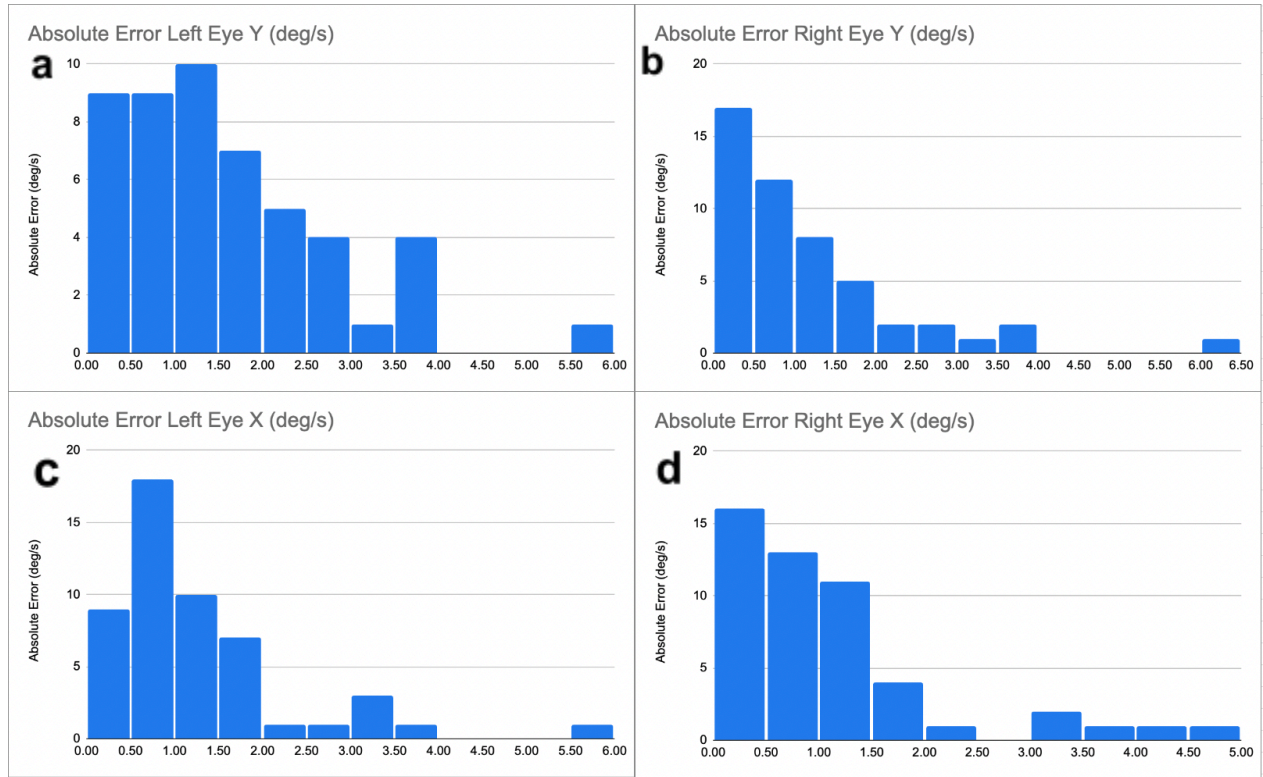 Absolute Error Left Eye Y (deg/s)
a
Absolute Error (deg/s)
10
8
6
4
2
0
0.00 0.50 1.00 1.50 2.00 2.50 3.00 3.50 4.00 4.50 5.00 5.50 6.00
Absolute Error Right Eye Y (deg/s)
b
Absolute Error (deg/s)
20
15
10
5
0
0.00 0.50 1.00 1.50 2.00 2.50 3.00 3.50 4.00 4.50 5.00 5.50 6.00 6.50
Absolute Error Left Eye X (deg/s)
c
Absolute Error (deg/s)
20
15
10
5
0
0.00 0.50 1.00 1.50 2.00 2.50 3.00 3.50 4.00 4.50 5.00 5.50 6.00
Absolute Error Right Eye X (deg/s)
d
Absolute Error (deg/s)
20
15
10
5
0
0.00 0.50 1.00 1.50 2.00 2.50 3.00 3.50 4.00 4.50 5.00